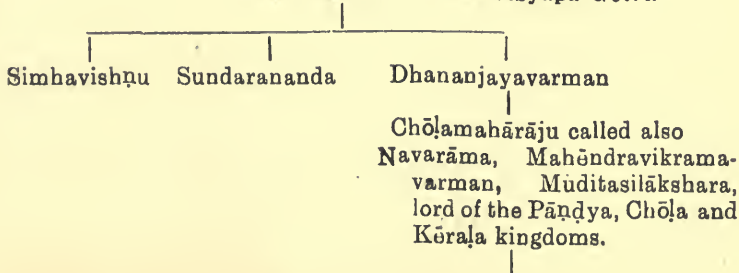 Simhavishṇu Sundarananda Dhananjayavarman
Chōḷamahārāju called also
Navarāma, Mahēndravikrama-
varman, Muditasilākshara,
lord of the Pāṇḍya, Chōḷa and
Kēraḷa kingdoms.